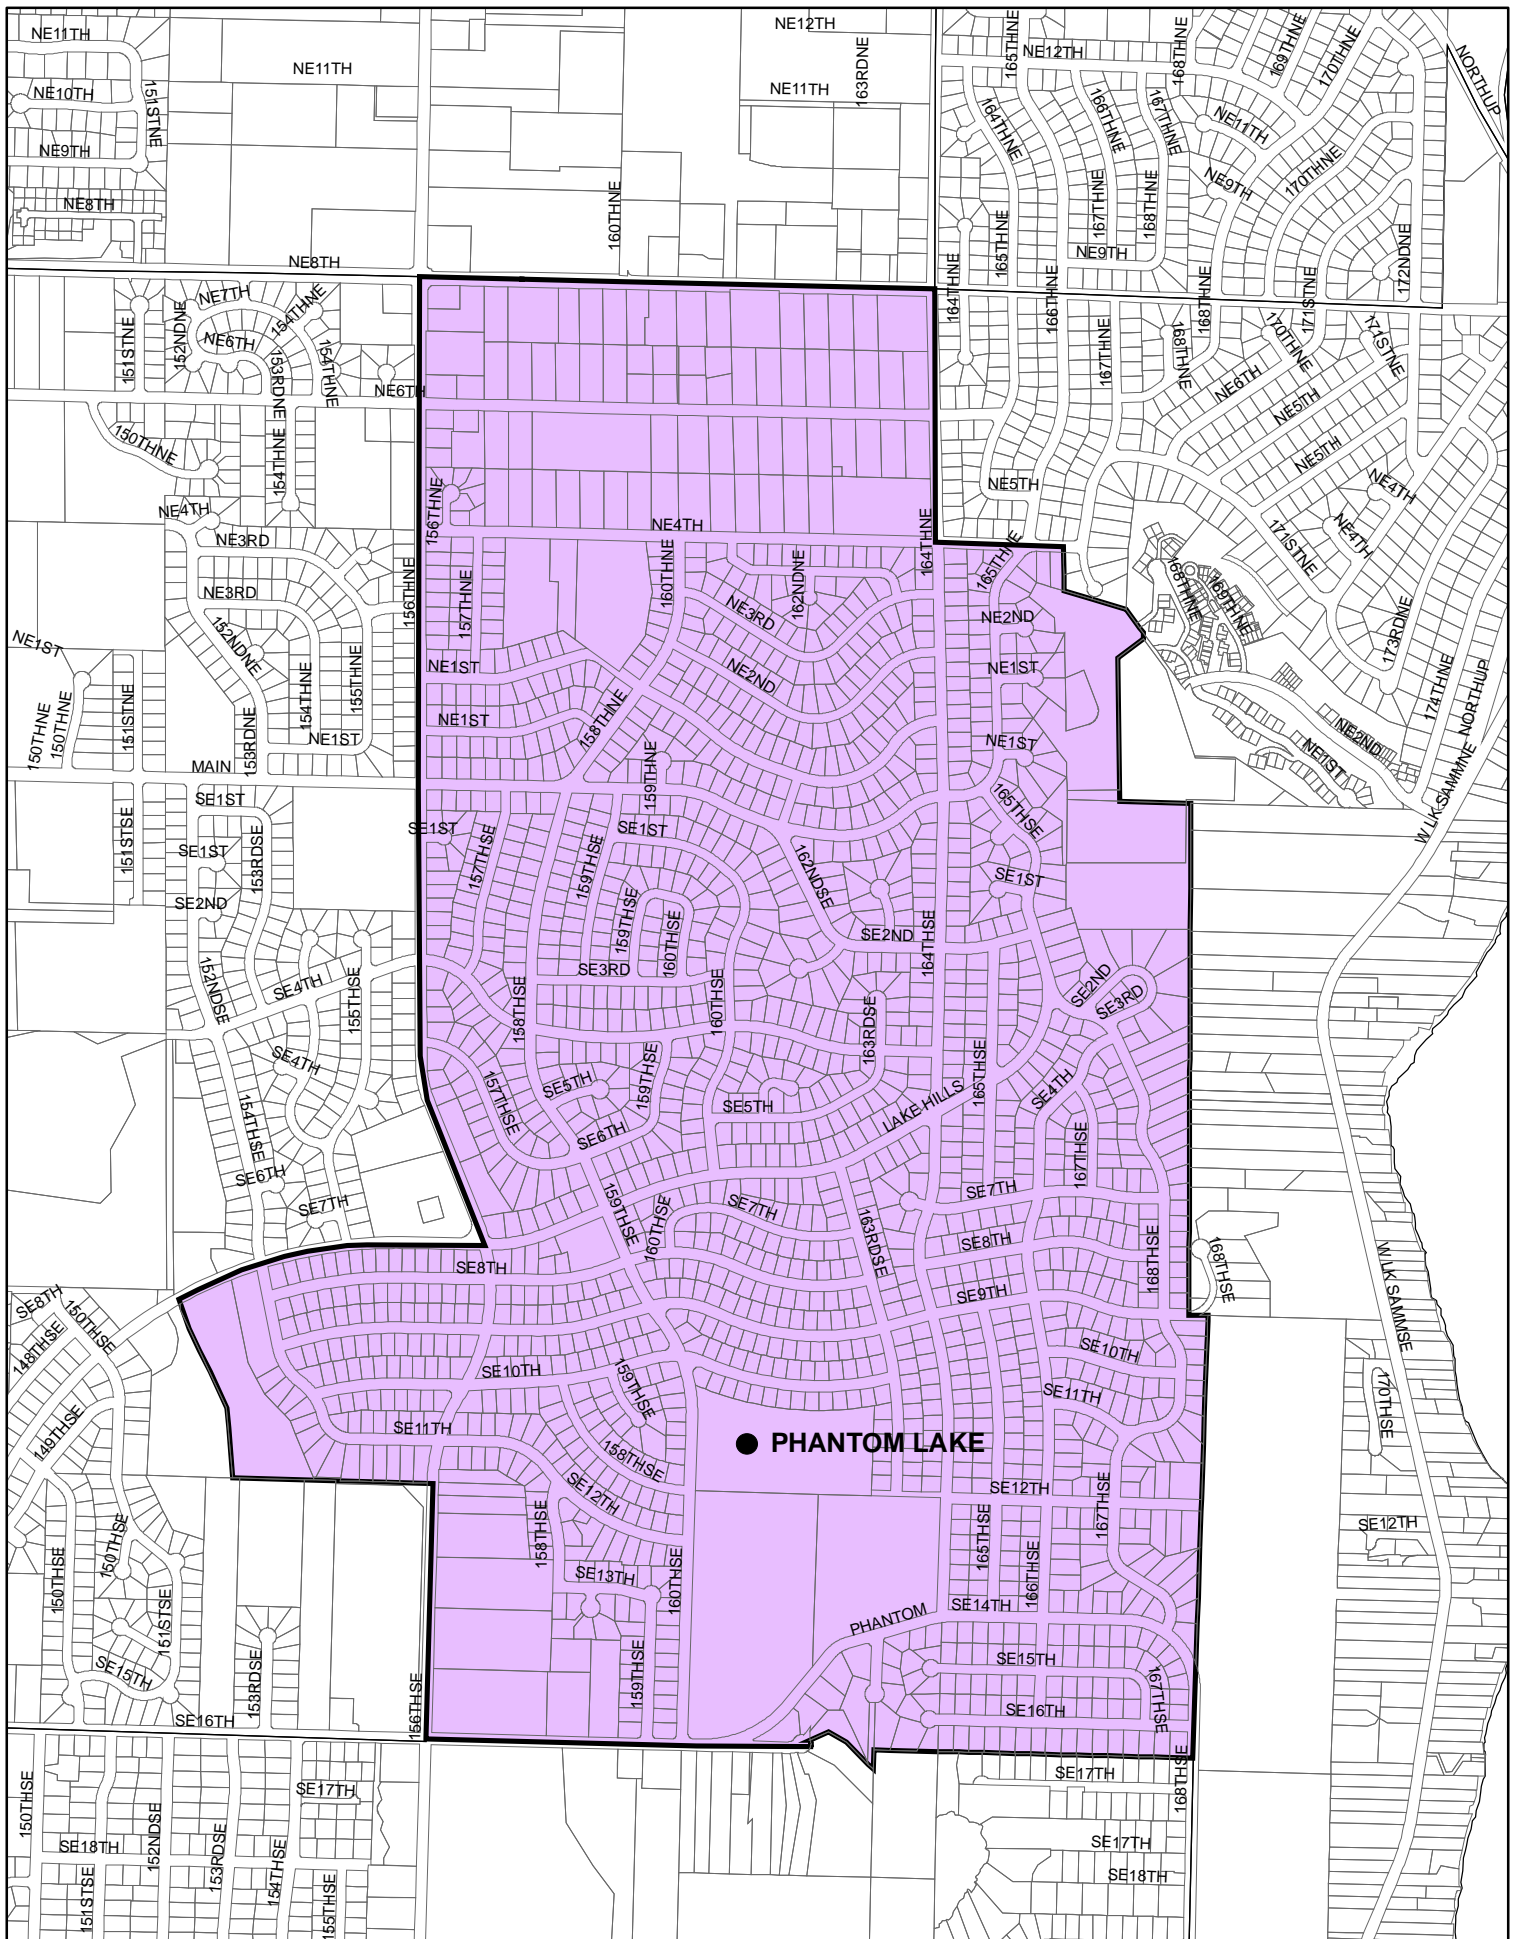 NE11TH
NE12TH
163RDNE
165THNE
NE12TH
168THNE
169THNE
170THNE
NORTHUP
NE11TH
NE10TH
151STNE
NE11TH
164THNE
166THNE
167THNE
NE11TH
NE9TH
NE8TH
160THNE
165THNE
167THNE
168THNE
NE9TH
170THNE
NE9TH
172NDNE
NE8TH
164THNE
166THNE
168THNE
171STNE
NE7TH
154THNE
152NDNE
151STNE
NE6TH
153RDNE
154THNE
NE6TH
167THNE
168THNE
170THNE
171STNE
NE6TH
NE5TH
NE5TH
150THNE
154THNE
NE4TH
156THNE
NE4TH
164THNE
NE5TH
165THNE
NE4TH
NE4TH
171STNE
NE3RD
NE3RD
156THNE
157THNE
160THNE
162NDNE
NE3RD
NE2ND
168THNE
169THNE
173RDNE
NE1ST
152NDNE
154THNE
155THNE
NE1ST
NE2ND
NE1ST
150THNE
150THNE
151STNE
153RDNE
NE1ST
NE1ST
158THNE
159THNE
NE1ST
NE2ND
NE1ST
174THNE
NORTHUP
MAIN
W LK SAMMNE
SE1ST
SE1ST
SE1ST
165THSE
151STSE
SE1ST
153RDSE
157THSE
159THSE
162NDSE
SE1ST
SE2ND
159THSE
160THSE
SE2ND
164THSE
152NDSE
SE4TH
155THSE
SE3RD
158THSE
160THSE
163RDSE
SE2ND
SE3RD
SE4TH
154THSE
157THSE
SE5TH
159THSE
SE5TH
LAKE HILLS
165THSE
SE4TH
SE6TH
167THSE
SE6TH
SE7TH
159THSE
160THSE
SE7TH
163RDSE
SE7TH
SE8TH
168THSE
168THSE
W LK SAMMSE
SE8TH
SE8TH
150THSE
148THSE
SE9TH
SE10TH
SE10TH
159THSE
SE11TH
170THSE
149THSE
SE11TH
158THSE
PHANTOM LAKE
SE12TH
SE12TH
167THSE
SE12TH
150THSE
150THSE
158THSE
165THSE
166THSE
SE13TH
160THSE
151STSE
SE14TH
PHANTOM
SE15TH
153RDSE
159THSE
SE15TH
167THSE
156THSE
SE16TH
SE16TH
SE17TH
168THSE
150THSE
SE17TH
SE18TH
152NDSE
153RDSE
154THSE
SE17TH
SE18TH
151STSE
155THSE